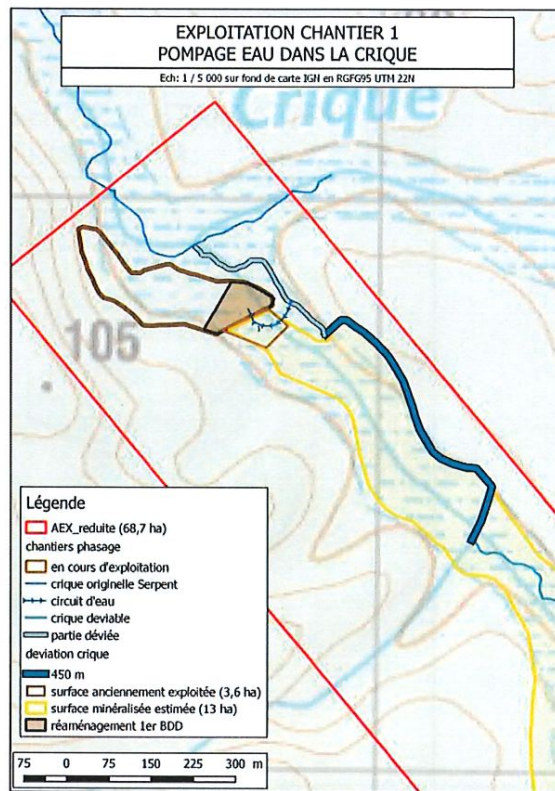 EXPLOITATION CHANTIER 1
POMPAGE EAU DANS LA CRIQUE
Ech: 1 / 5 000 sur fond de carte IGN en RGFG95 UTM 22N
Crique
105
Légende
AEX_reduite (68,7 ha)
chantiers phasage
en cours d'exploitation
crique originelle Serpent
circuit d'eau
crique deviable
partie déviée
deviation crique
450 m
surface anciennement exploitée (3,6 ha)
surface minéralisée estimée (13 ha)
réaménagement 1er BDD
75 0 75 150 225 300 m